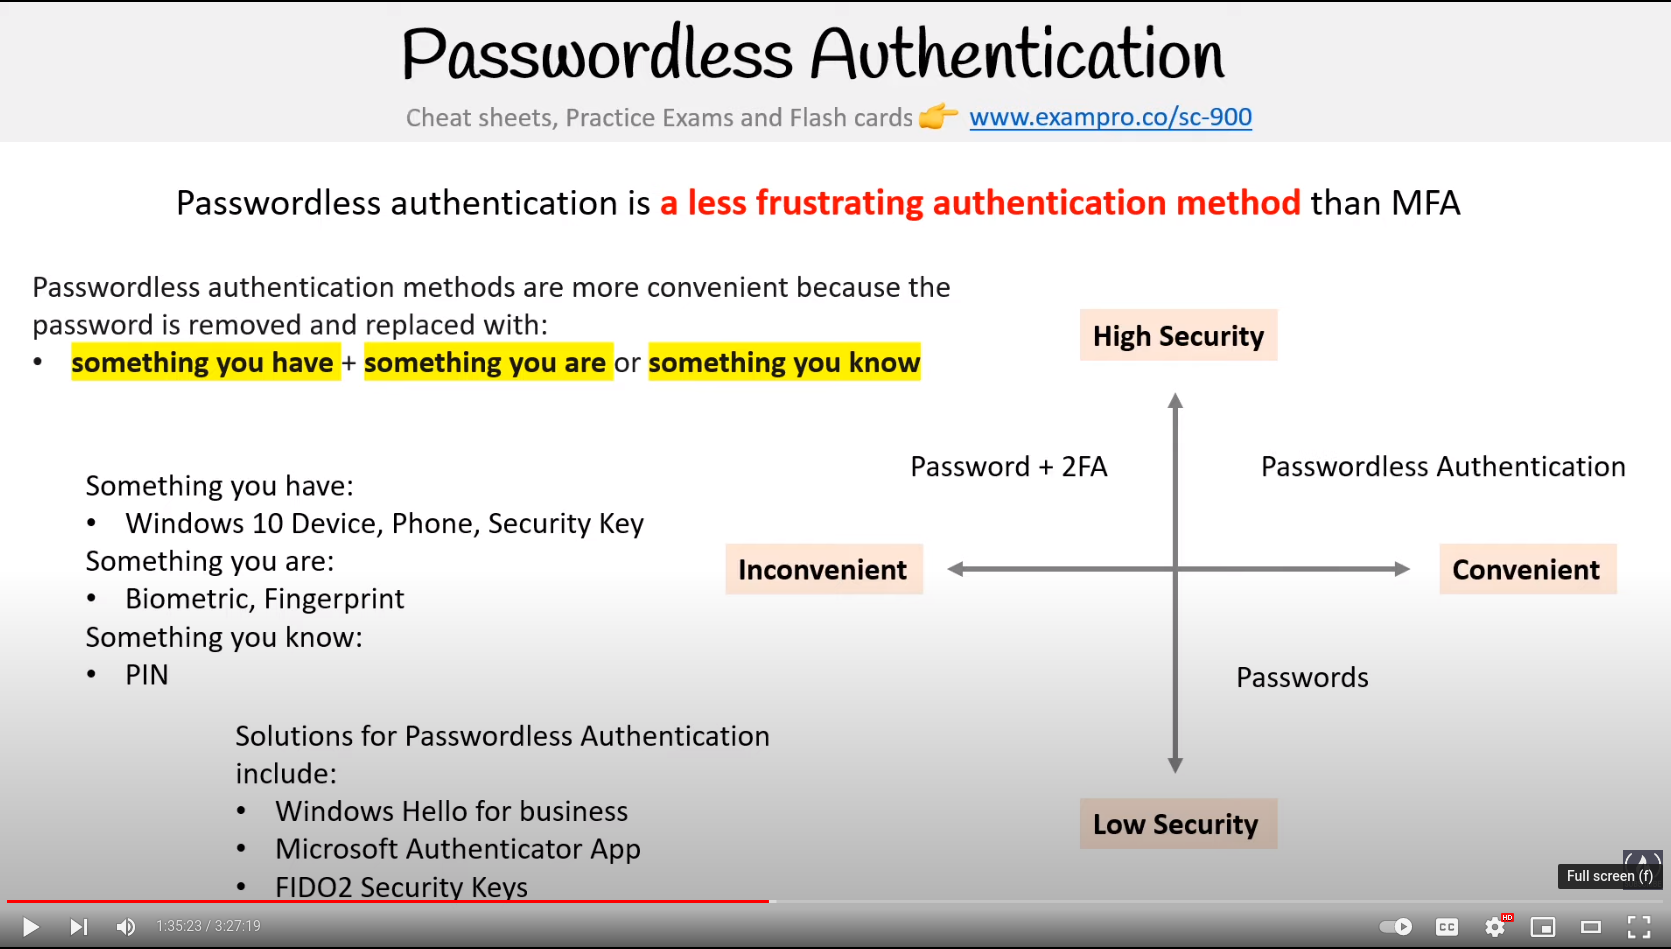 Passwordless Authentication
Cheat sheets, Practice Exams and Flash cards 👉 www.exampro.co/sc-900
Passwordless authentication is a less frustrating authentication method than MFA
Passwordless authentication methods are more convenient because the
password is removed and replaced with:
• something you have + something you are or something you know
Something you have:
• Windows 10 Device, Phone, Security Key
Something you are:
• Biometric, Fingerprint
Something you know:
• PIN
Solutions for Passwordless Authentication
include:
• Windows Hello for business
• Microsoft Authenticator App
• FIDO2 Security Keys
High Security
Password + 2FA
Passwordless Authentication
Inconvenient
Convenient
Passwords
Low Security
Full screen (f)
1:35:23 / 3:27:19
CC
HD